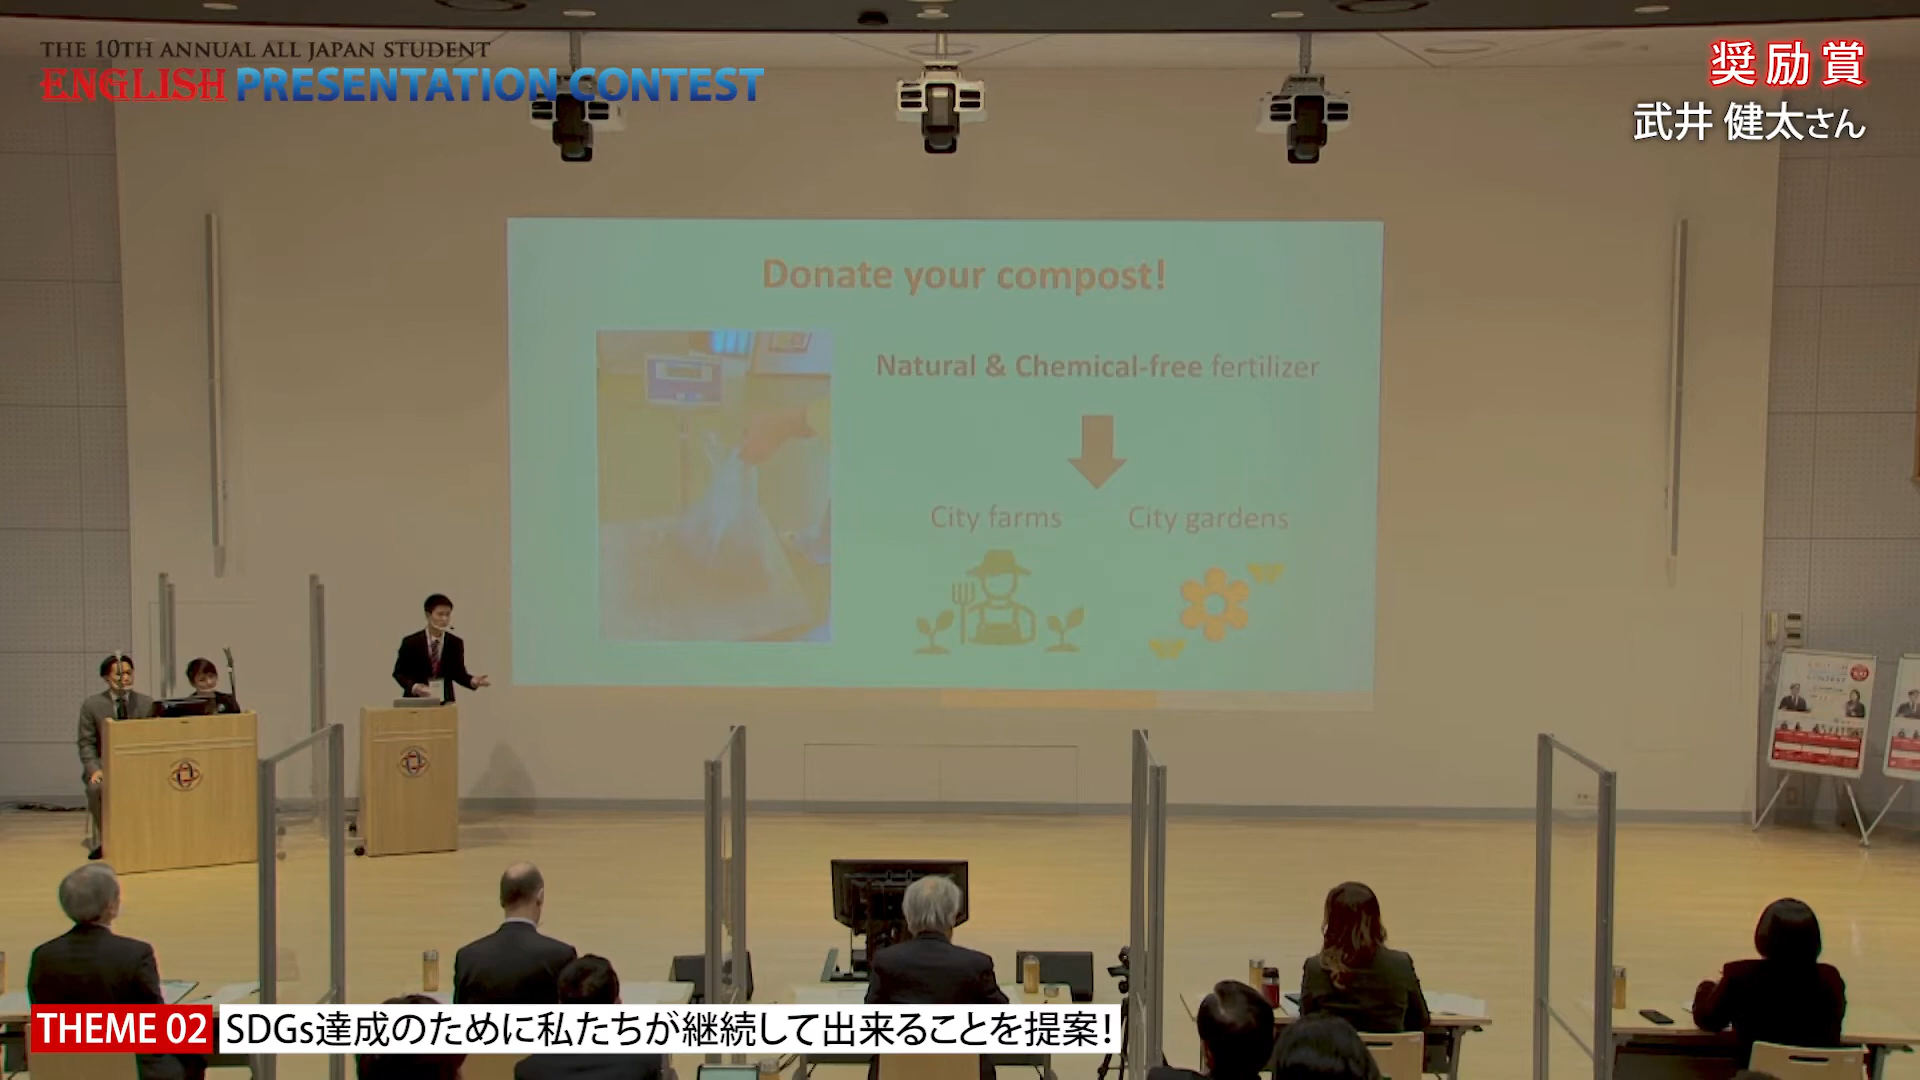 THE 10TH ANNUAL ALL JAPAN STUDENT
ENGLISH PRESENTATION CONTEST
奨励賞
武井 健太さん
Donate your compost!
Natural & Chemical-free fertilizer
City farms
City gardens
THEME 02 SDGs達成のために私たちが継続して出来ることを提案!